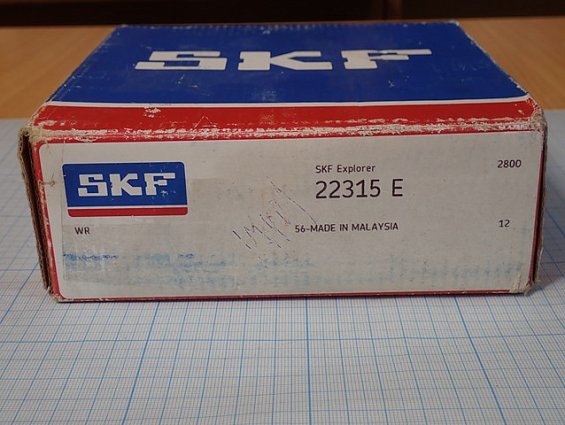 SKF
SKF
SKF Explorer
2800
22315 E
WR
56-MADE IN MALAYSIA
12